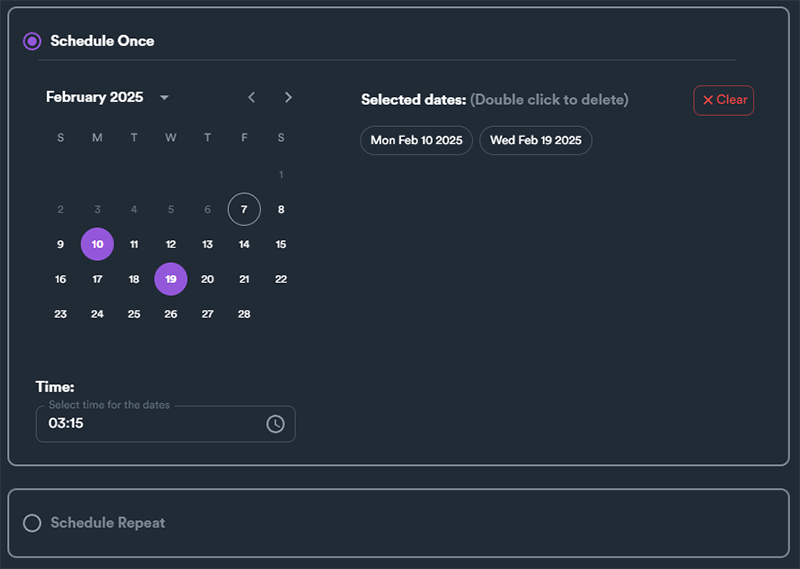 Schedule Once
February 2025
Selected dates: (Double click to delete)
Clear
Mon Feb 10 2025 Wed Feb 19 2025
S M T W T F S
1
2 3 4 5 6 7 8
9 10 11 12 13 14 15
16 17 18 19 20 21 22
23 24 25 26 27 28
Time:
Select time for the dates
03:15
Schedule Repeat